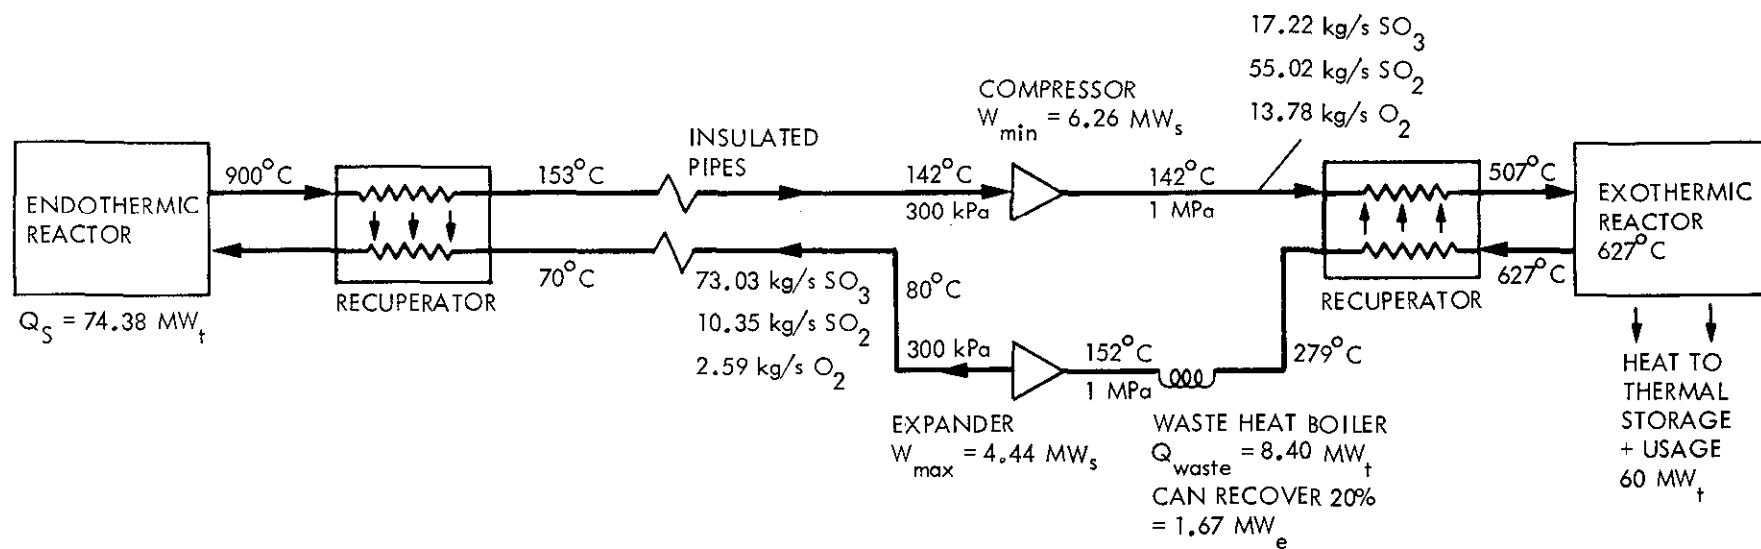 17.22 kg/s SO3
55.02 kg/s SO2
13.78 kg/s O2
COMPRESSOR
Wmin = 6.26 MWs
INSULATED
PIPES
ENDOTHERMIC
REACTOR
900°C
153°C
142°C
300 kPa
142°C
1 MPa
507°C
EXOTHERMIC
REACTOR
627°C
627°C
RECUPERATOR
70°C
73.03 kg/s SO3
10.35 kg/s SO2
2.59 kg/s O2
80°C
300 kPa
152°C
1 MPa
279°C
RECUPERATOR
QS = 74.38 MWt
EXPANDER
Wmax = 4.44 MWs
WASTE HEAT BOILER
Qwaste = 8.40 MWt
CAN RECOVER 20%
= 1.67 MWe
HEAT TO
THERMAL
STORAGE
+ USAGE
60 MWt